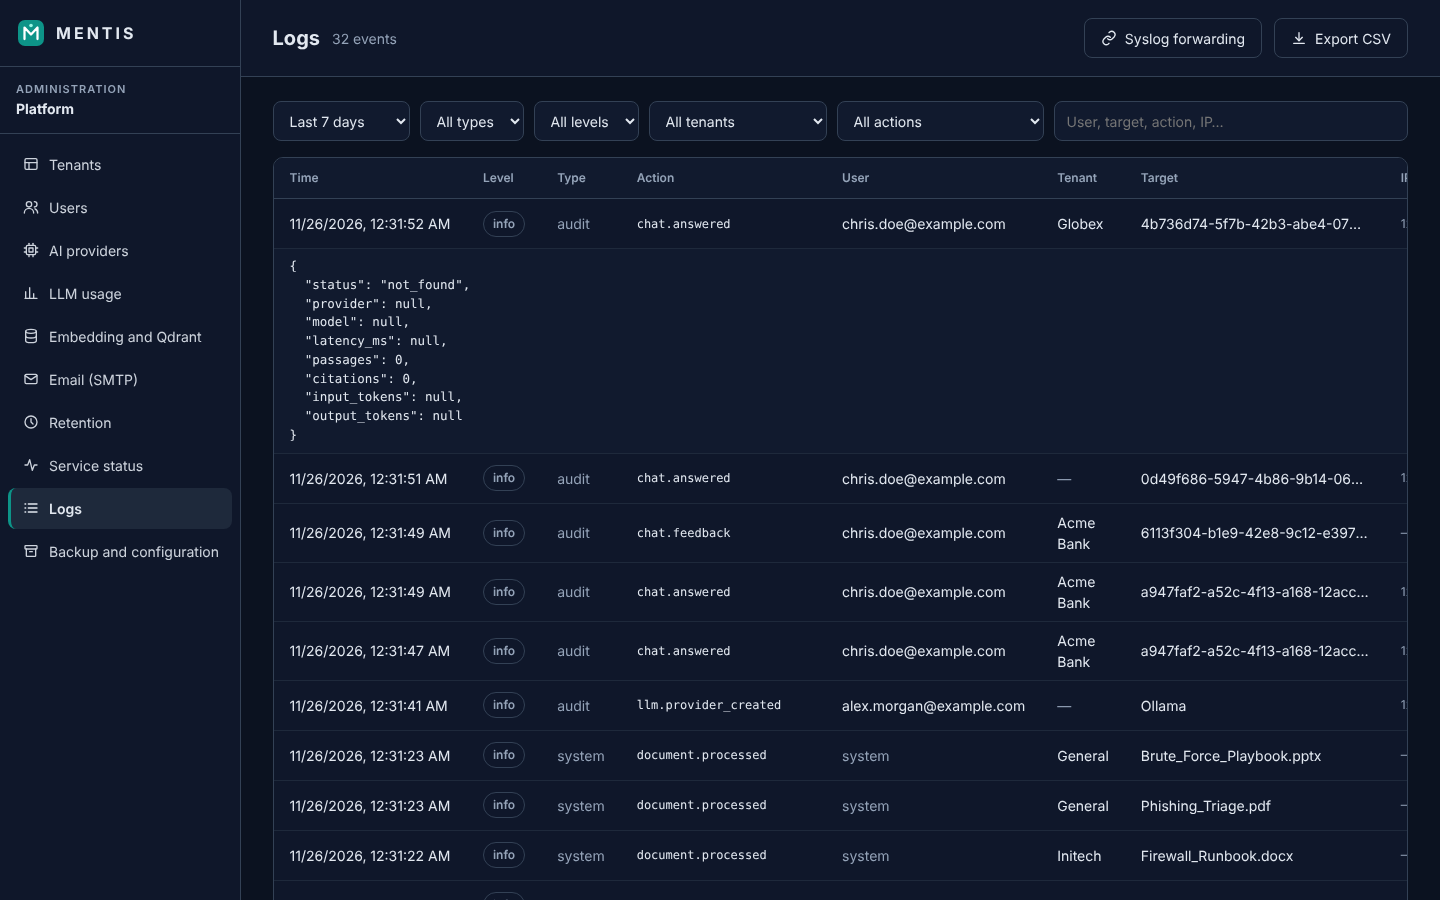 MENTIS
ADMINISTRATION
Platform
Tenants
Users
AI providers
LLM usage
Embedding and Qdrant
Email (SMTP)
Retention
Service status
Logs
Backup and configuration
Logs 32 events
Syslog forwarding Export CSV
Last 7 days All types All levels All tenants All actions User, target, action, IP...
Time Level Type Action User Tenant Target
11/26/2026, 12:31:52 AM info audit chat.answered chris.doe@example.com Globex 4b736d74-5f7b-42b3-abe4-07...
{
"status": "not_found",
"provider": null,
"model": null,
"latency_ms": null,
"passages": 0,
"citations": 0,
"input_tokens": null,
"output_tokens": null
}
11/26/2026, 12:31:51 AM info audit chat.answered chris.doe@example.com — 0d49f686-5947-4b86-9b14-06...
11/26/2026, 12:31:49 AM info audit chat.feedback chris.doe@example.com Acme Bank 6113f304-b1e9-42e8-9c12-e397...
11/26/2026, 12:31:49 AM info audit chat.answered chris.doe@example.com Acme Bank a947faf2-a52c-4f13-a168-12acc...
11/26/2026, 12:31:47 AM info audit chat.answered chris.doe@example.com Acme Bank a947faf2-a52c-4f13-a168-12acc...
11/26/2026, 12:31:41 AM info audit llm.provider_created alex.morgan@example.com — Ollama
11/26/2026, 12:31:23 AM info system document.processed system General Brute_Force_Playbook.pptx
11/26/2026, 12:31:23 AM info system document.processed system General Phishing_Triage.pdf
11/26/2026, 12:31:22 AM info system document.processed system Initech Firewall_Runbook.docx